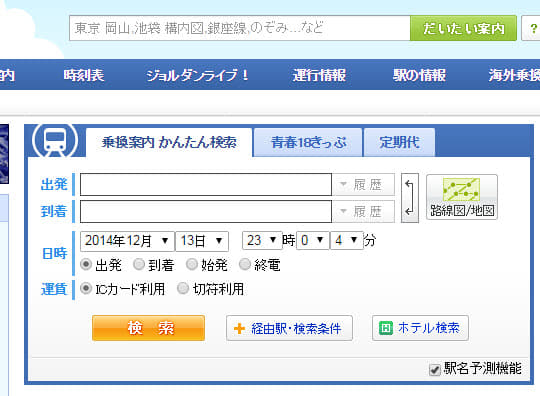 東京 岡山,池袋 構内図,銀座線,のぞみ...など だいたい案内 ?
内 時刻表 ジョルダンライブ！ 運行情報 駅の情報 海外乗換
乗換案内 かんたん検索 青春18きっぷ 定期代
出発 履歴
到着 履歴
路線図/地図
日時 2014年12月 13日 23 時 0 4 分
出発 到着 始発 終電
運賃 ICカード利用 切符利用
検 索 経由駅・検索条件 H ホテル検索
駅名予測機能